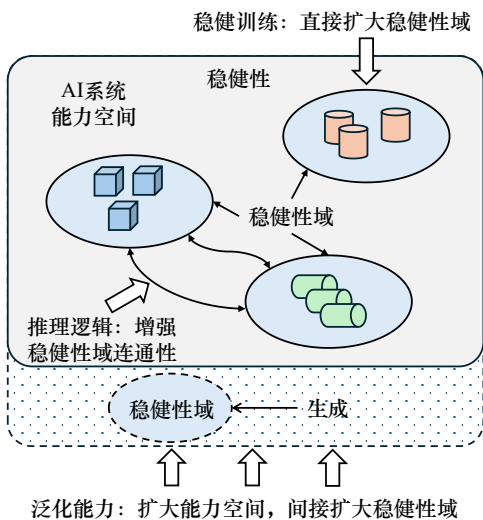 稳健训练：直接扩大稳健性域
稳健性
AI系统
能力空间
稳健性域
推理逻辑：增强
稳健性域连通性
稳健性域
生成
泛化能力：扩大能力空间，间接扩大稳健性域